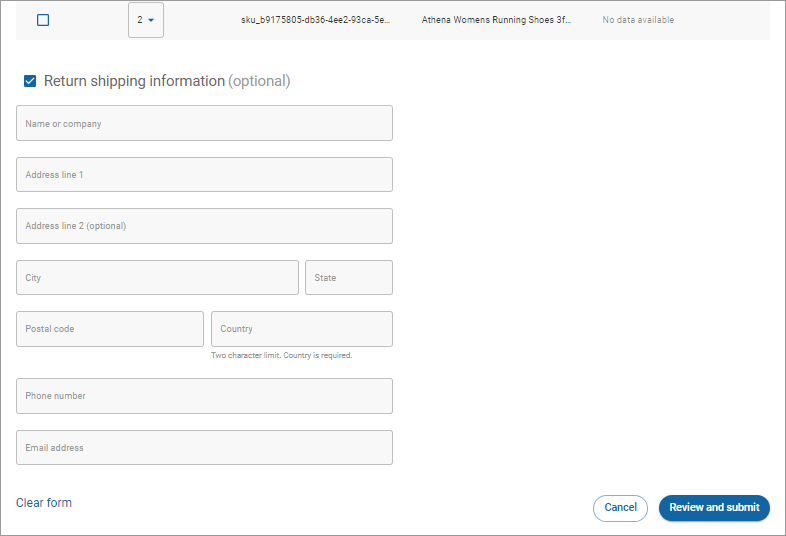 2 sku_b9175805-db36-4ee2-93ca-5e... Athena Womens Running Shoes 3f... No data available
Return shipping information (optional)
Name or company
Address line 1
Address line 2 (optional)
City State
Postal code Country
Two character limit. Country is required.
Phone number
Email address
Clear form Cancel Review and submit